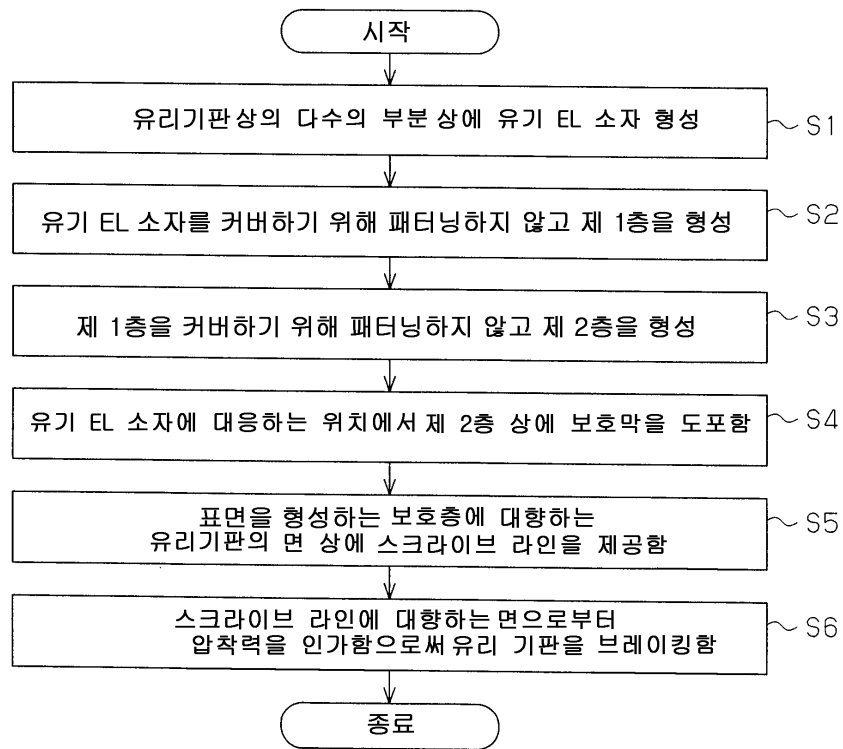 시작
유리기판상의 다수의 부분 상에 유기 EL 소자 형성
S1
유기 EL 소자를 커버하기 위해 패터닝하지 않고 제 1층을 형성
S2
제 1층을 커버하기 위해 패터닝하지 않고 제 2층을 형성
S3
유기 EL 소자에 대응하는 위치에서 제 2층 상에 보호막을 도포함
S4
표면을 형성하는 보호층에 대향하는
유리기판의 면 상에 스크라이브 라인을 제공함
S5
스크라이브 라인에 대향하는 면으로부터
압착력을 인가함으로써 유리 기판을 브레이킹함
S6
종료